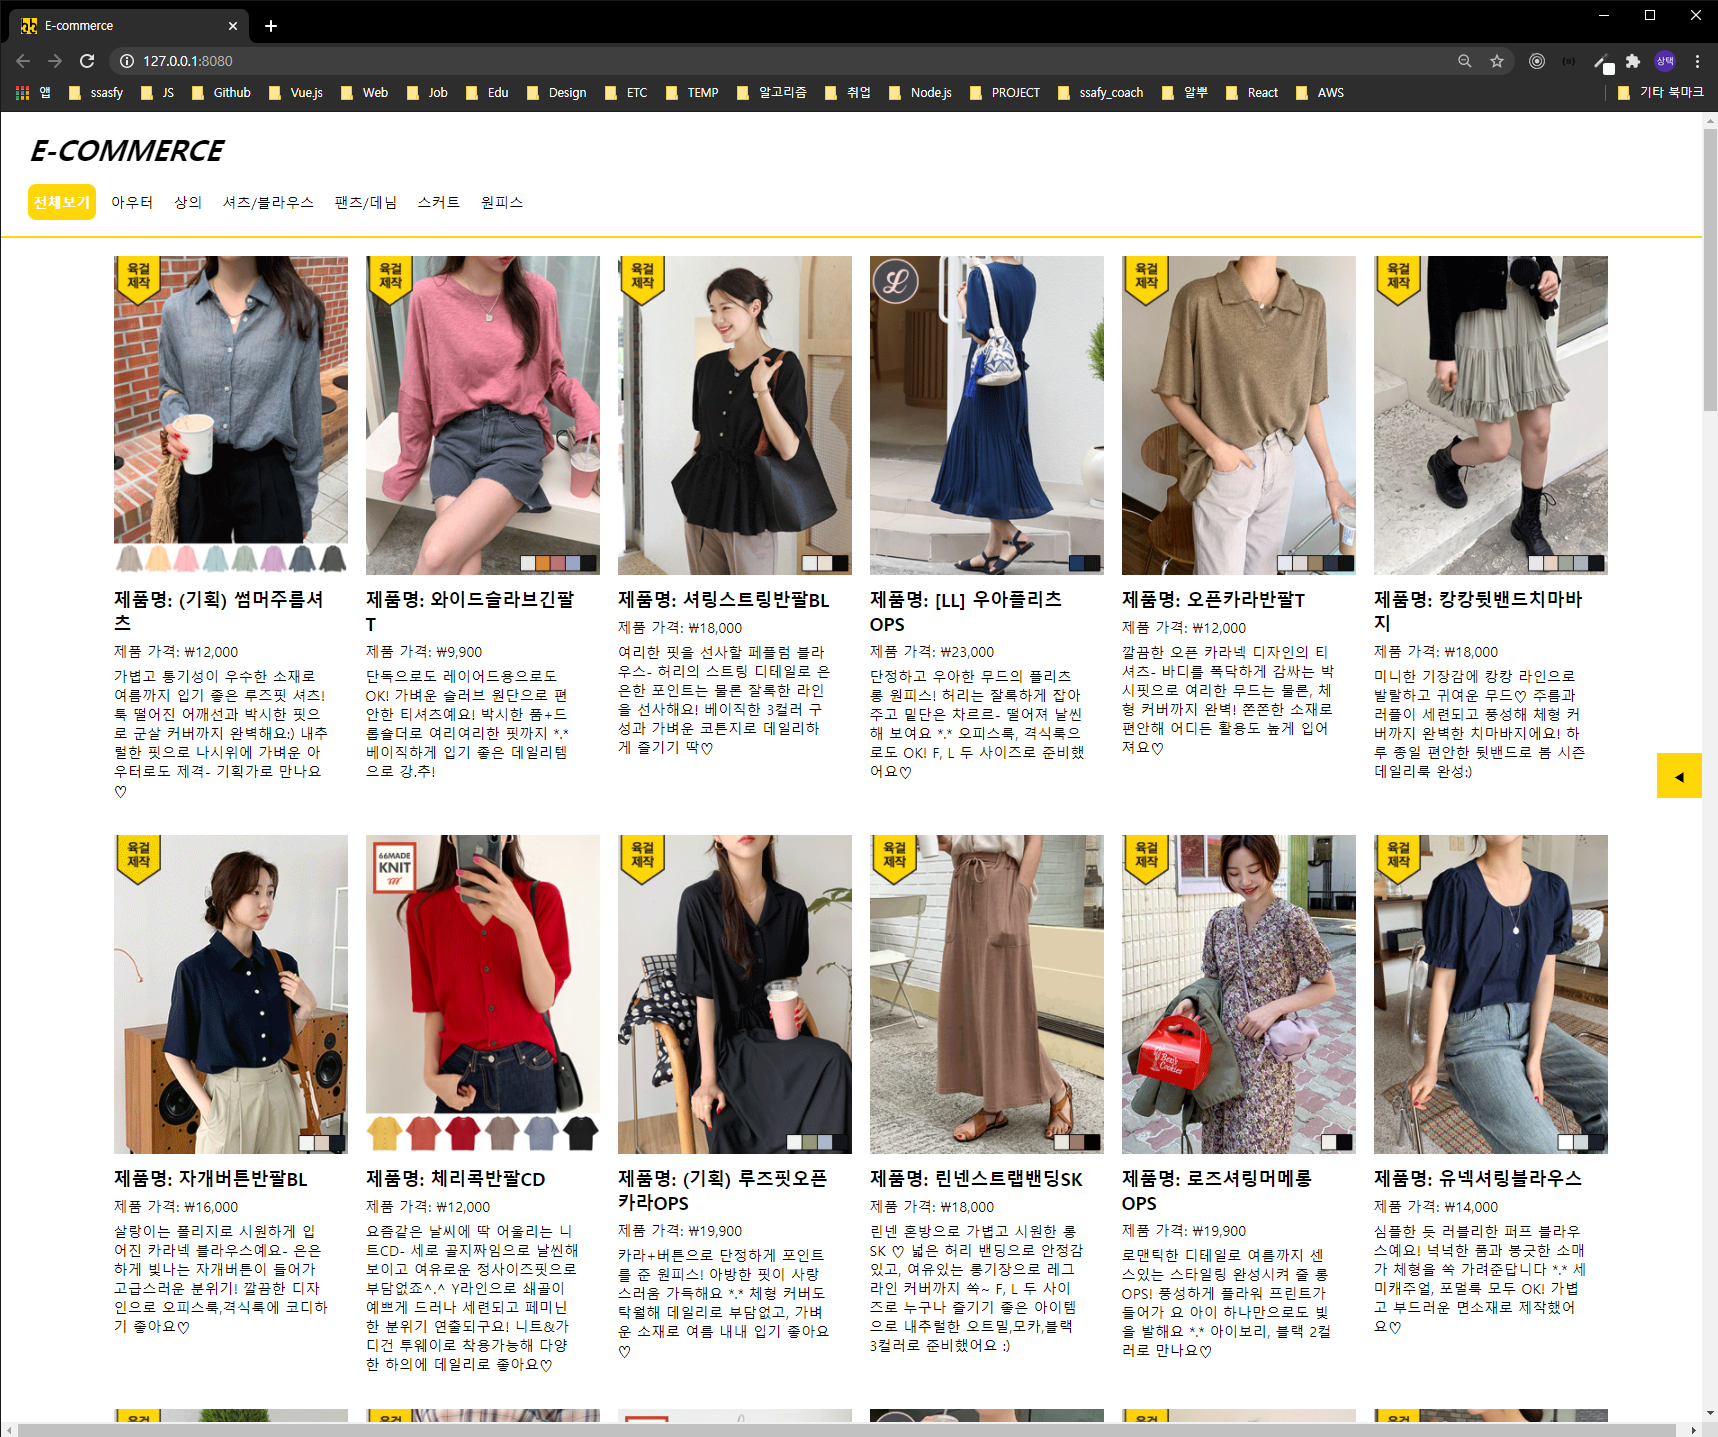 E-commerce
127.0.0.1:8080
상택
앱
ssasfy
JS
Github
Vue.js
Web
Job
Edu
Design
ETC
TEMP
알고리즘
취업
Node.js
PROJECT
ssafy_coach
알뿌
React
AWS
기타 북마크
E-COMMERCE
전체보기
아우터
상의
셔츠/블라우스
팬츠/데님
스커트
원피스
육걸
제작
육걸
제작
육걸
제작
L
육걸
제작
육걸
제작
제품명: (기획) 썸머주름셔
츠
제품 가격: ₩12,000
가볍고 통기성이 우수한 소재로
여름까지 입기 좋은 루즈핏 셔츠!
툭 떨어진 어깨선과 박시한 핏으
로 군살 커버까지 완벽해요:) 내추
럴한 핏으로 나시위에 가벼운 아
우터로도 제격- 기획가로 만나요
♡
제품명: 와이드슬라브긴팔
T
제품 가격: ₩9,900
단독으로도 레이어드용으로도
OK! 가벼운 슬러브 원단으로 편
안한 티셔츠예요! 박시한 품+드
롭숄더로 여리여리한 핏까지 *.*
베이직하게 입기 좋은 데일리템
으로 강.추!
제품명: 셔링스트링반팔BL
제품 가격: ₩18,000
여리한 핏을 선사할 페플럼 블라
우스- 허리의 스트링 디테일로 은
은한 포인트는 물론 잘록한 라인
을 선사해요! 베이직한 3컬러 구
성과 가벼운 코튼지로 데일리하
게 즐기기 딱♡
제품명: [LL] 우아플리츠
OPS
제품 가격: ₩23,000
단정하고 우아한 무드의 플리츠
롱 원피스! 허리는 잘록하게 잡아
주고 밑단은 차르르- 떨어져 날씬
해 보여요 *.* 오피스룩, 격식룩으
로도 OK! F, L 두 사이즈로 준비했
어요♡
제품명: 오픈카라반팔T
제품 가격: ₩12,000
깔끔한 오픈 카라넥 디자인의 티
셔츠- 바디를 폭닥하게 감싸는 박
시핏으로 여리한 무드는 물론, 체
형 커버까지 완벽! 쫀쫀한 소재로
편안해 어디든 활용도 높게 입어
져요♡
제품명: 캉캉뒷밴드치마바
지
제품 가격: ₩18,000
미니한 기장감에 캉캉 라인으로
발랄하고 귀여운 무드♡ 주름과
러플이 세련되고 풍성해 체형 커
버까지 완벽한 치마바지예요! 하
루 종일 편안한 뒷밴드로 봄 시즌
데일리룩 완성:)
육걸
제작
66MADE
KNIT
육걸
제작
육걸
제작
육걸
제작
Ben's
Cookies
육걸
제작
제품명: 자개버튼반팔BL
제품 가격: ₩16,000
살랑이는 폴리지로 시원하게 입
어진 카라넥 블라우스예요- 은은
하게 빛나는 자개버튼이 들어가
고급스러운 분위기! 깔끔한 디자
인으로 오피스룩,격식룩에 코디하
기 좋아요♡
제품명: 체리콕반팔CD
제품 가격: ₩12,000
요즘같은 날씨에 딱 어울리는 니
트CD- 세로 골지짜임으로 날씬해
보이고 여유로운 정사이즈핏으로
부담없죠^.^ Y라인으로 쇄골이
예쁘게 드러나 세련되고 페미닌
한 분위기 연출되구요! 니트&가
디건 투웨이로 착용가능해 다양
한 하의에 데일리로 좋아요♡
제품명: (기획) 루즈핏오픈
카라OPS
제품 가격: ₩19,900
카라+버튼으로 단정하게 포인트
를 준 원피스! 아방한 핏이 사랑
스러움 가득해요 *.* 체형 커버도
탁월해 데일리로 부담없고, 가벼
운 소재로 여름 내내 입기 좋아요
♡
제품명: 린넨스트랩밴딩SK
제품 가격: ₩18,000
린넨 혼방으로 가볍고 시원한 롱
SK ♡ 넓은 허리 밴딩으로 안정감
있고, 여유있는 롱기장으로 레그
라인 커버까지 쏙~ F, L 두 사이
즈로 누구나 즐기기 좋은 아이템
으로 내추럴한 오트밀,모카,블랙
3컬러로 준비했어요 :)
제품명: 로즈셔링머메롱
OPS
제품 가격: ₩19,900
로맨틱한 디테일로 여름까지 센
스있는 스타일링 완성시켜 줄 롱
OPS! 풍성하게 플라워 프린트가
들어가 요 아이 하나만으로도 빛
을 발해요 *.* 아이보리, 블랙 2컬
러로 만나요♡
제품명: 유넥셔링블라우스
제품 가격: ₩14,000
심플한 듯 러블리한 퍼프 블라우
스예요! 넉넉한 품과 봉긋한 소매
가 체형을 쏙 가려준답니다 *.* 세
미캐주얼, 포멀룩 모두 OK! 가볍
고 부드러운 면소재로 제작했어
요♡